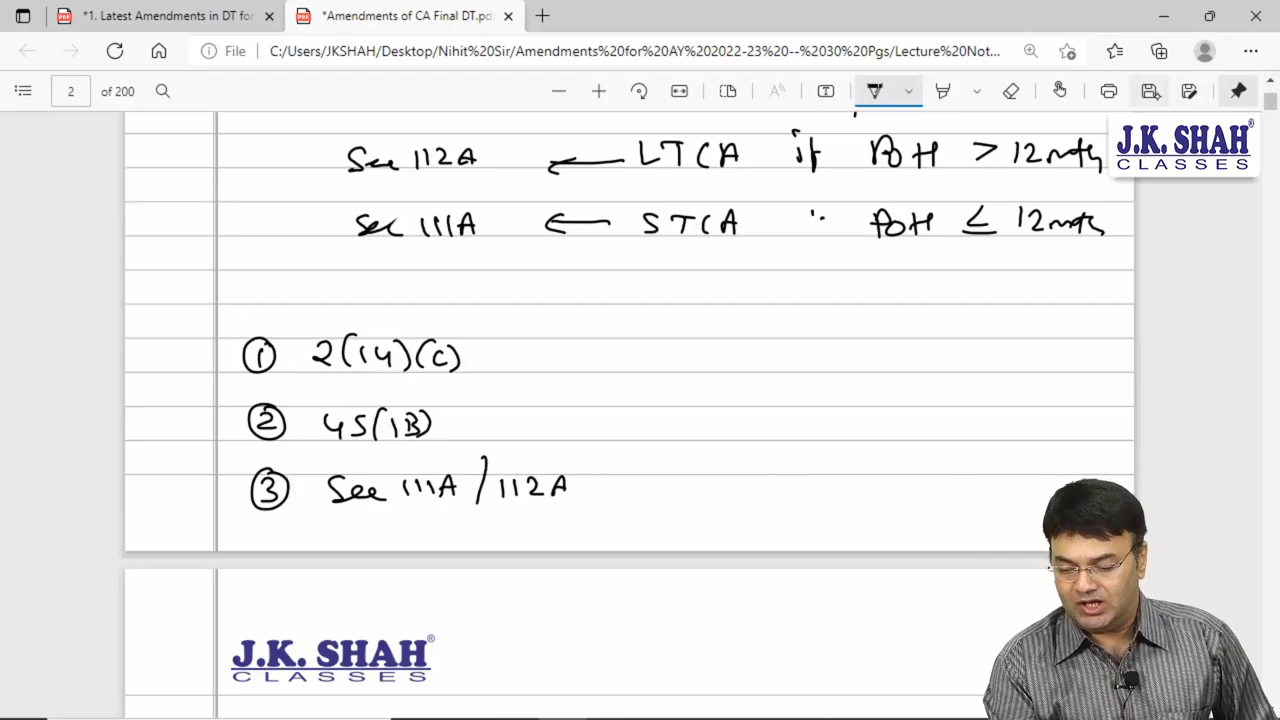 *1. Latest Amendments in DT for
*Amendments of CA Final DT.pd
File
C:/Users/JKSHAH/Desktop/Nihit%20Sir/Amendments%20for%20AY%202022-23%20--%2030%20Pgs/Lecture%20Not...
2 of 200
J.K. SHAH®
CLASSES
Sec 112A ← LTCA if POH > 12 mths
Sec 111A ← STCA " POH ≤ 12 mths
① 2(14)(c)
② 45(1B)
③ Sec 111A / 112A
J.K. SHAH®
CLASSES